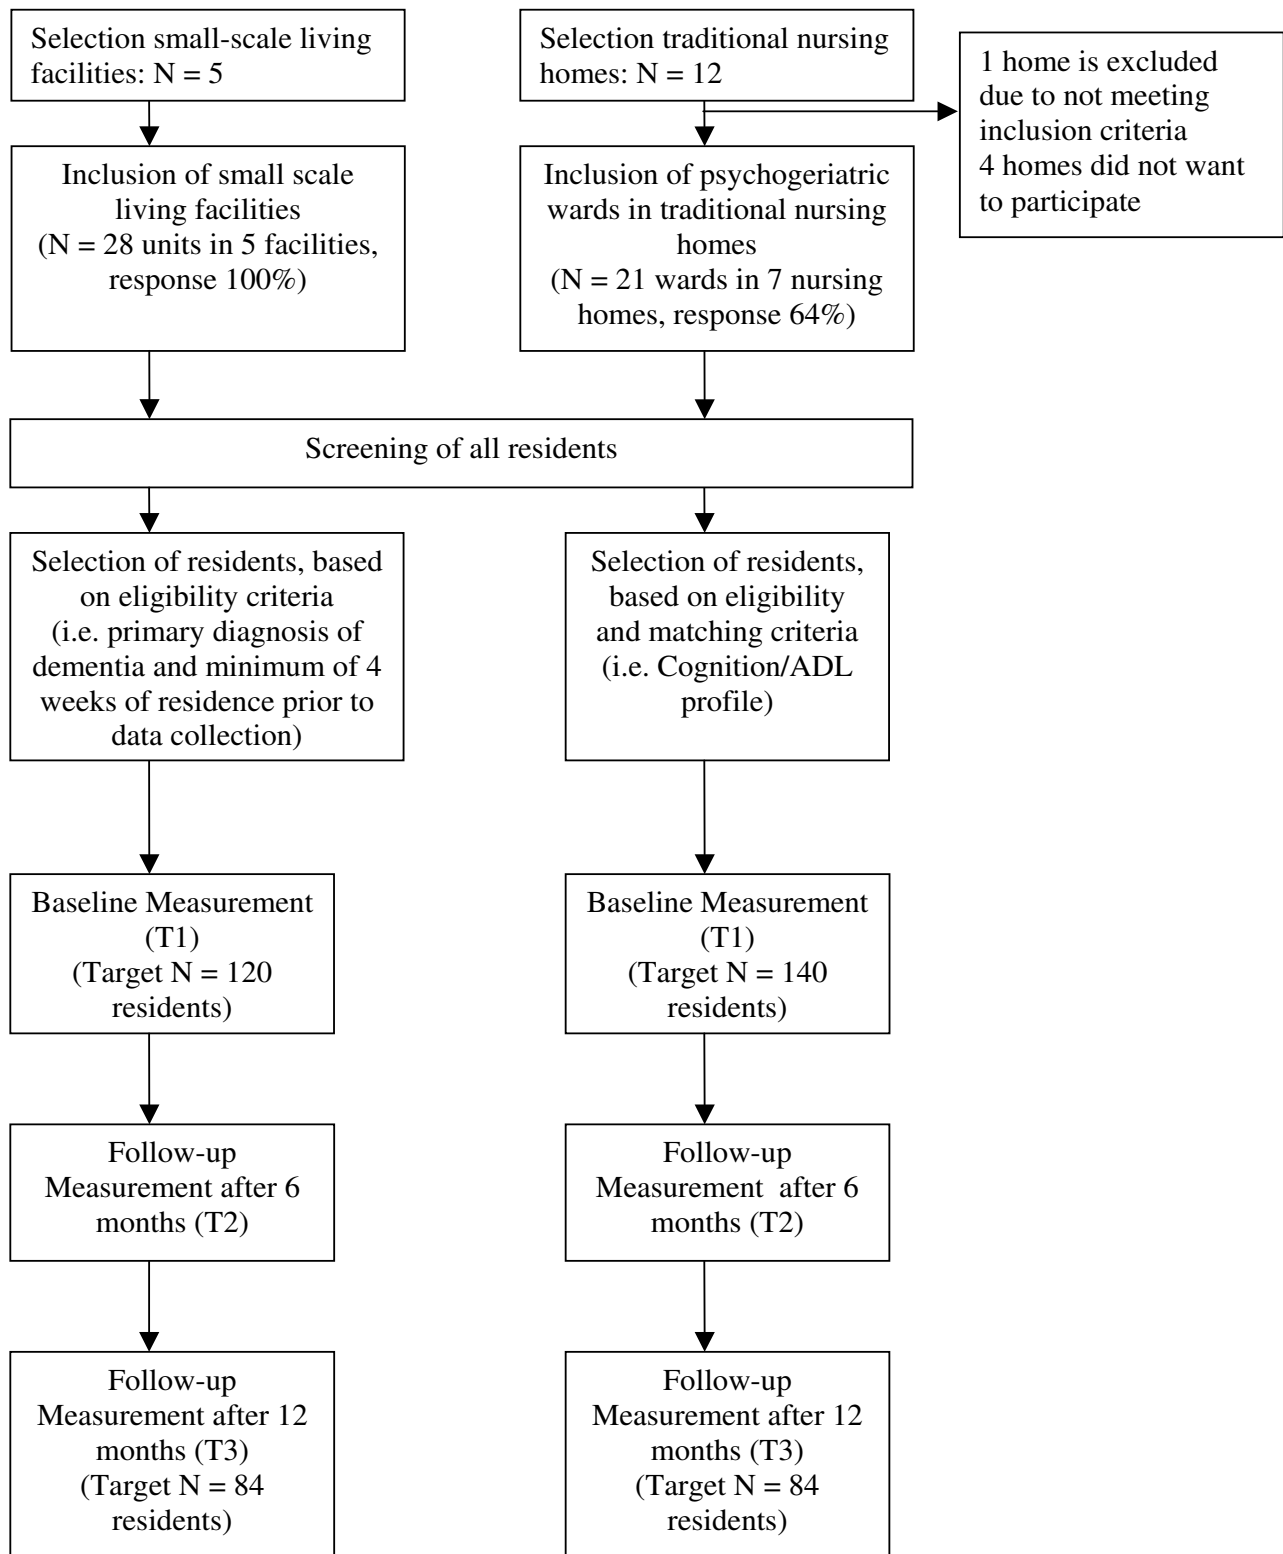 Selection small-scale living
facilities: N = 5
Selection traditional nursing
homes: N = 12
1 home is excluded
due to not meeting
inclusion criteria
4 homes did not want
to participate
Inclusion of small scale
living facilities
(N = 28 units in 5 facilities,
response 100%)
Inclusion of psychogeriatric
wards in traditional nursing
homes
(N = 21 wards in 7 nursing
homes, response 64%)
Screening of all residents
Selection of residents, based
on eligibility criteria
(i.e. primary diagnosis of
dementia and minimum of 4
weeks of residence prior to
data collection)
Selection of residents,
based on eligibility
and matching criteria
(i.e. Cognition/ADL
profile)
Baseline Measurement
(T1)
(Target N = 120
residents)
Baseline Measurement
(T1)
(Target N = 140
residents)
Follow-up
Measurement after 6
months (T2)
Follow-up
Measurement  after 6
months (T2)
Follow-up
Measurement after 12
months (T3)
(Target N = 84
residents)
Follow-up
Measurement after 12
months (T3)
(Target N = 84
residents)